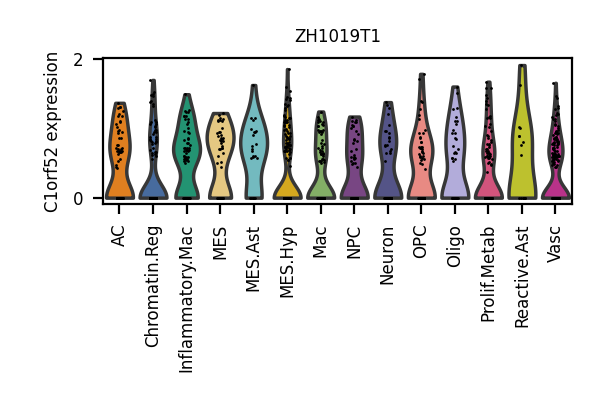 ZH1019T1
C1orf52 expression
2
0
AC
Chromatin.Reg
Inflammatory.Mac
MES
MES.Ast
MES.Hyp
Mac
NPC
Neuron
OPC
Oligo
Prolif.Metab
Reactive.Ast
Vasc